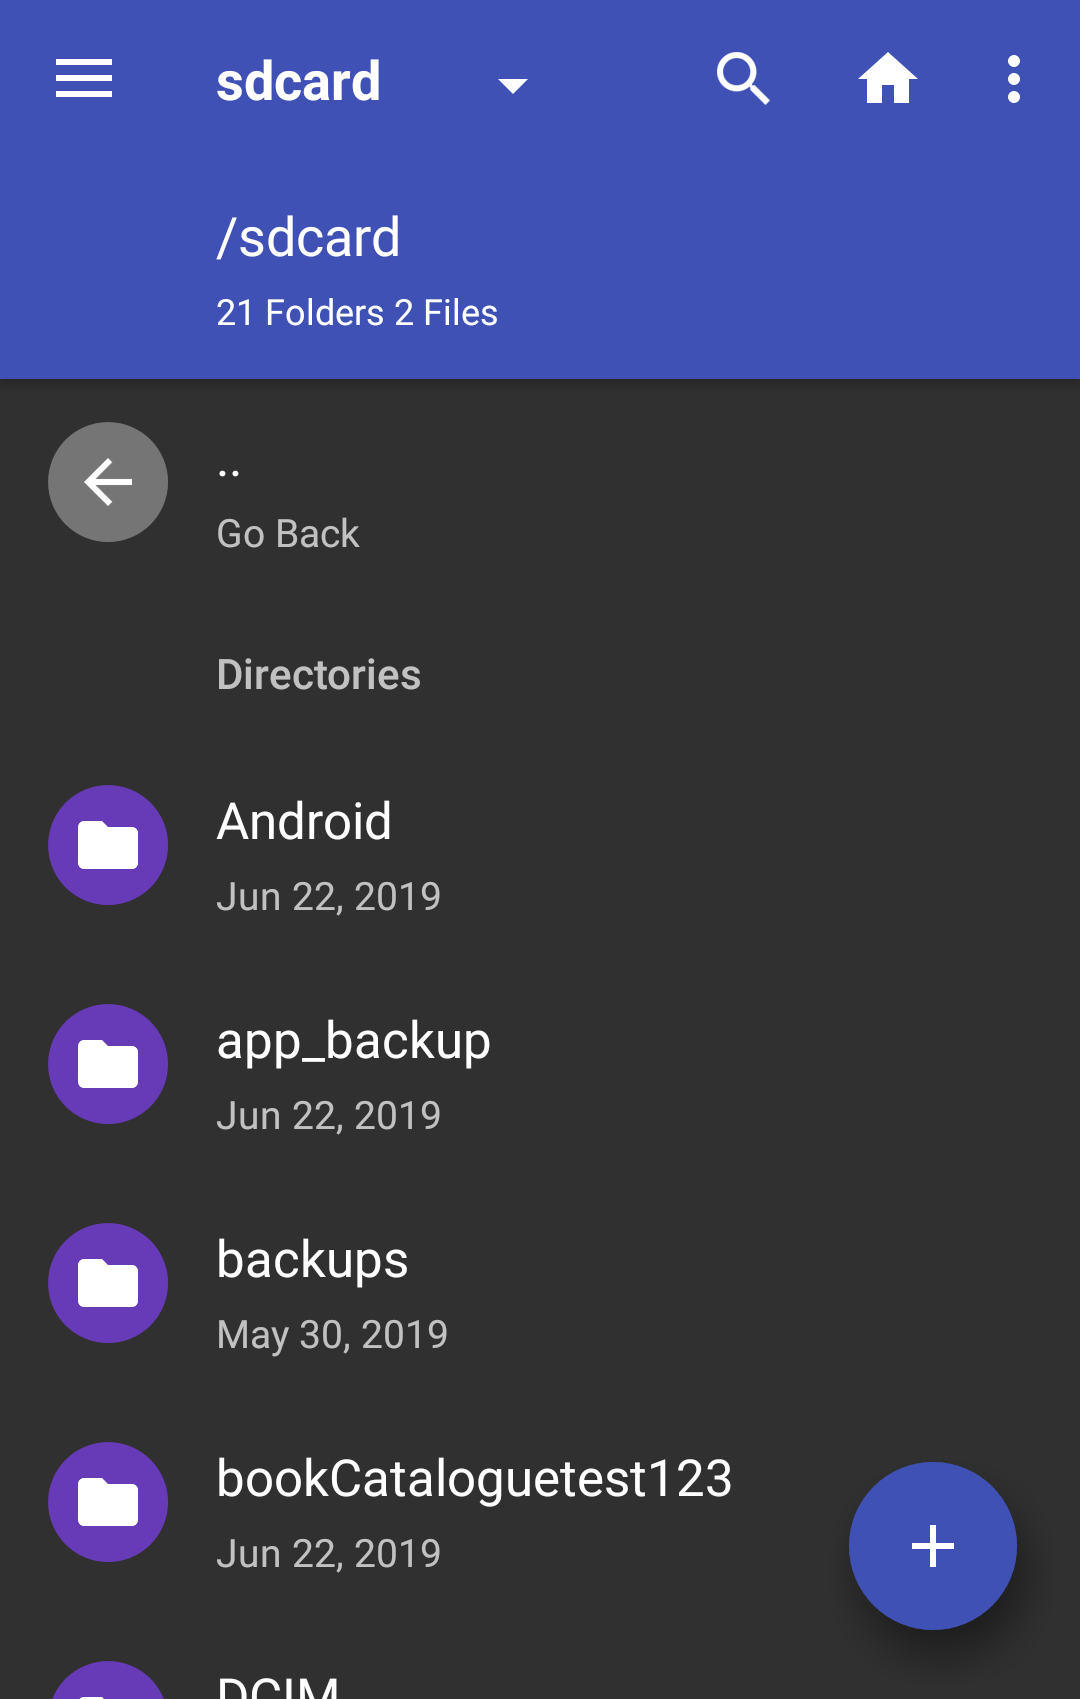 sdcard
/sdcard
21 Folders 2 Files
..
Go Back
Directories
Android
Jun 22, 2019
app_backup
Jun 22, 2019
backups
May 30, 2019
bookCataloguetest123
Jun 22, 2019
DCIM